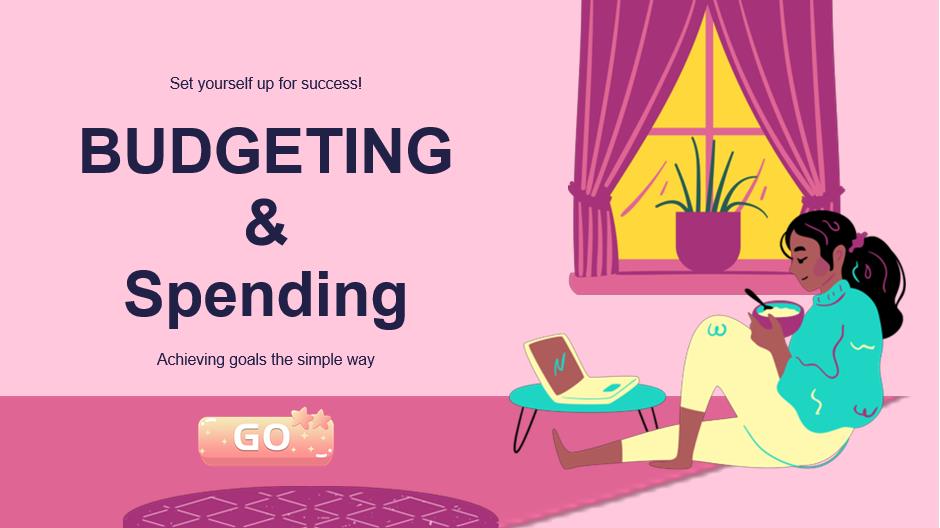 Set yourself up for success!
BUDGETING
&
Spending
Achieving goals the simple way
GO